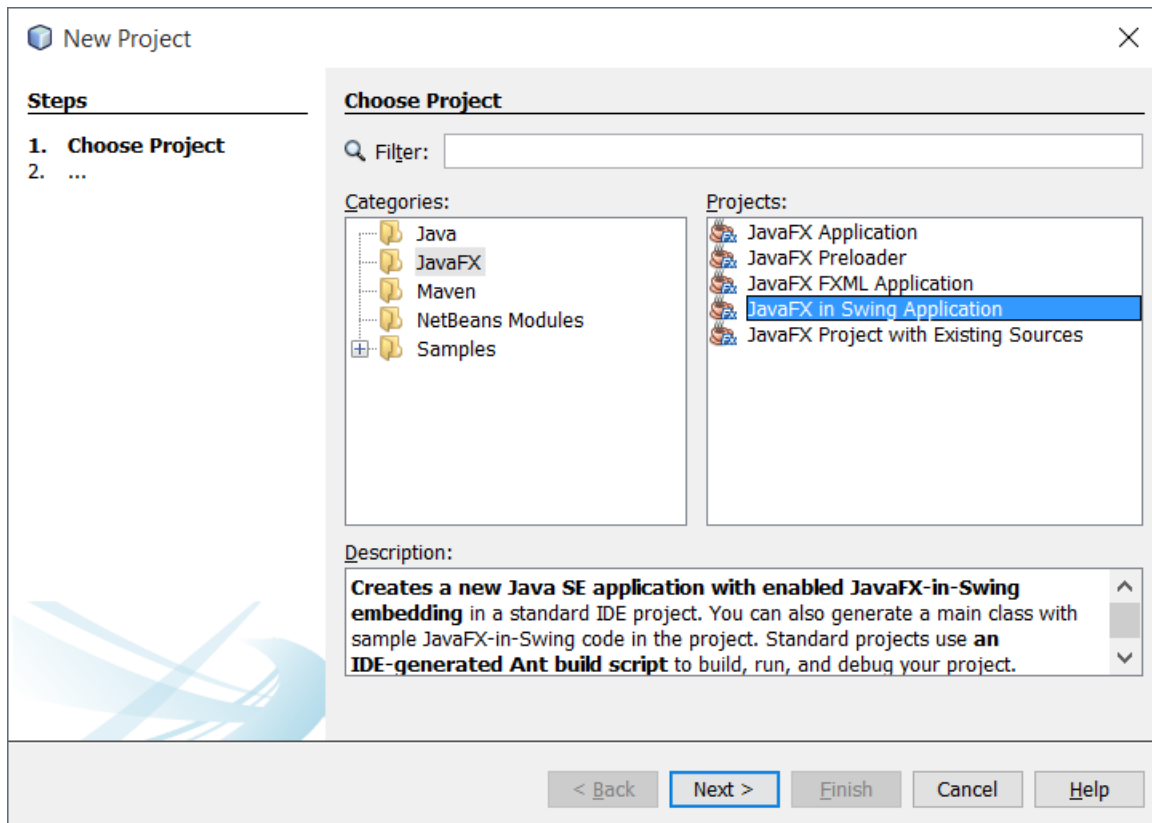 New Project
Steps
1. Choose Project
2. ...
Choose Project
Filter:
Categories:
Java
JavaFX
Maven
NetBeans Modules
Samples
Projects:
JavaFX Application
JavaFX Preloader
JavaFX FXML Application
JavaFX in Swing Application
JavaFX Project with Existing Sources
Description:
Creates a new Java SE application with enabled JavaFX-in-Swing
embedding in a standard IDE project. You can also generate a main class with
sample JavaFX-in-Swing code in the project. Standard projects use an
IDE-generated Ant build script to build, run, and debug your project.
< Back
Next >
Finish
Cancel
Help